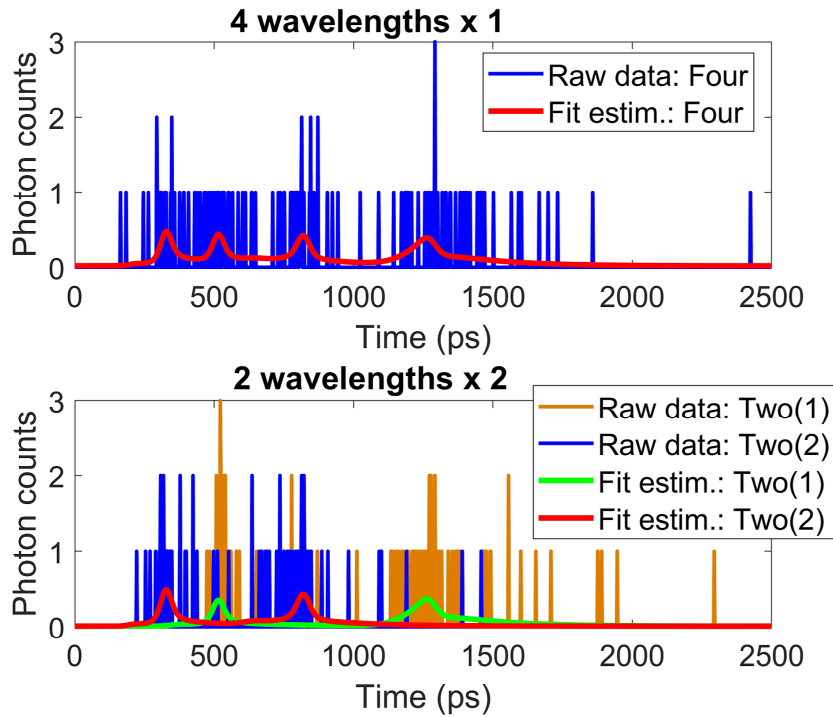 4 wavelengths x 1
3
2
1
0
Photon counts
Raw data: Four
Fit estim.: Four
0 500 1000 1500 2000 2500
Time (ps)
2 wavelengths x 2
3
2
1
0
Photon counts
Raw data: Two(1)
Raw data: Two(2)
Fit estim.: Two(1)
Fit estim.: Two(2)
0 500 1000 1500 2000 2500
Time (ps)